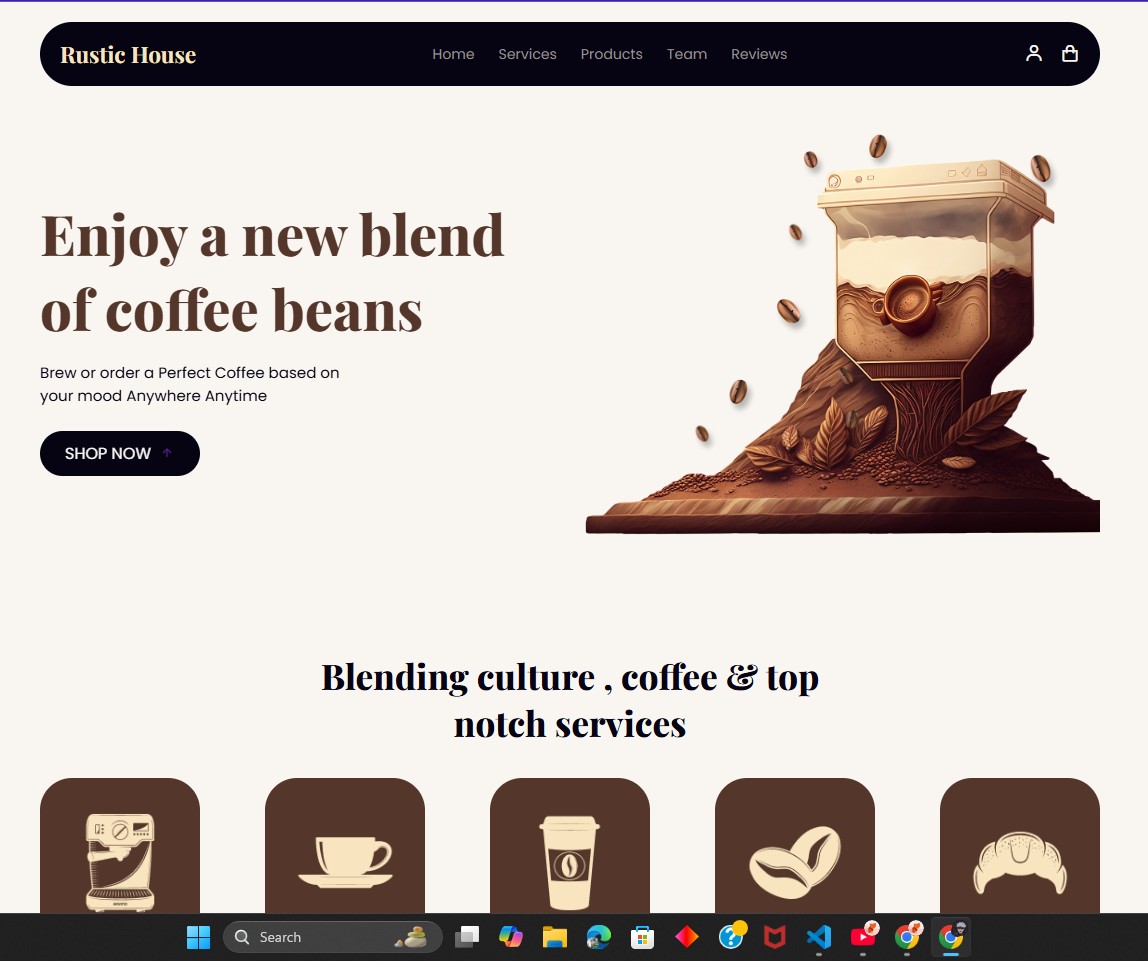 Rustic House
Home Services Products Team Reviews
Enjoy a new blend
of coffee beans
Brew or order a Perfect Coffee based on
your mood Anywhere Anytime
SHOP NOW
Blending culture , coffee & top
notch services
Search